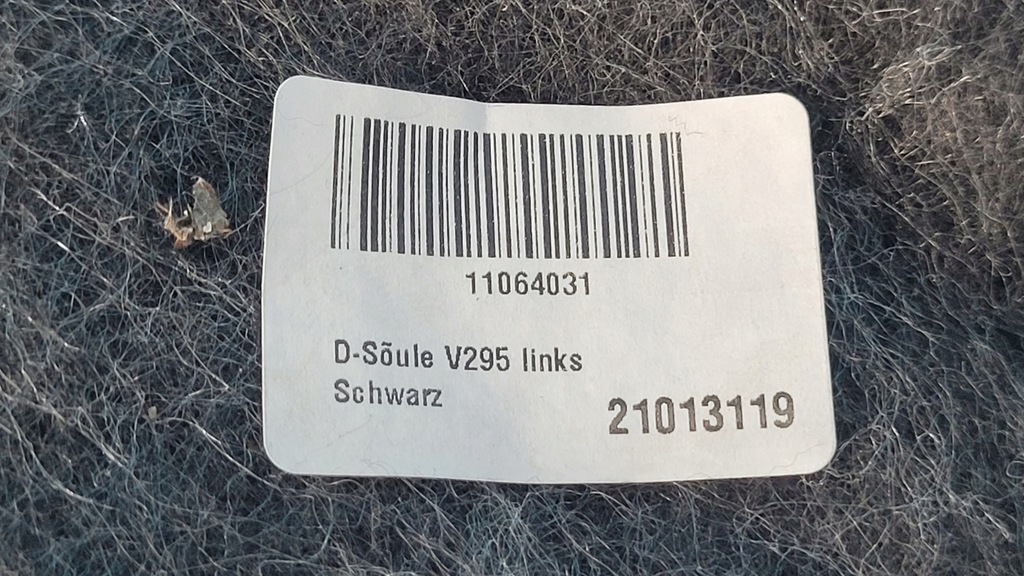 11064031
D-Sõule V295 links
Schwarz
21013119